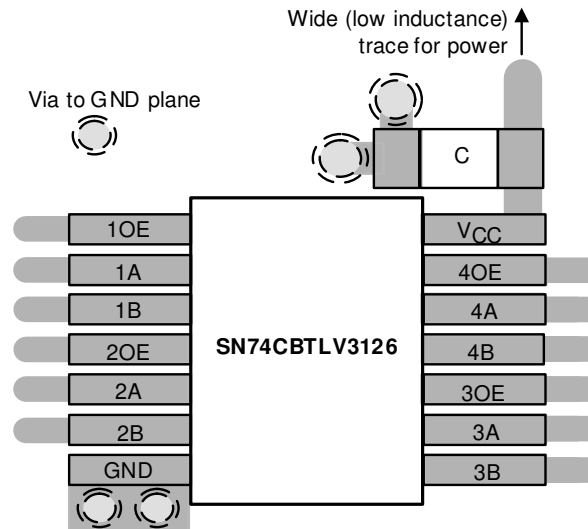 Wide (low inductance)
trace for power
Via to GND plane
C
1OE
1A
1B
2OE
2A
2B
GND
SN74CBTLV3126
VCC
4OE
4A
4B
3OE
3A
3B